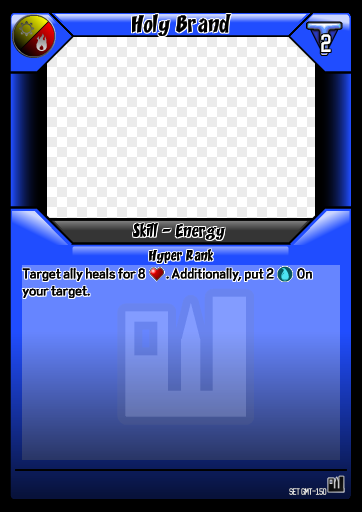 Holy Brand
2
Skill - Energy
Hyper Rank
Target ally heals for 8 . Additionally, put 2 On
your target.
SET GMT-150